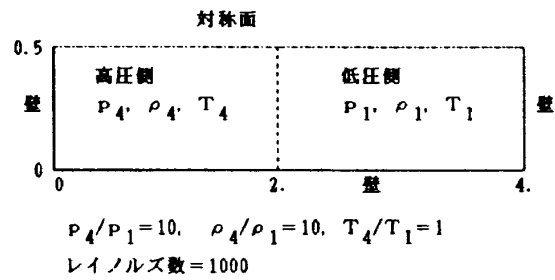 対称面
0.5
高圧側 低圧側
壁 p4, ρ4, T4 p1, ρ1, T1 壁
0
0 2. 壁 4.
p4/p1=10, ρ4/ρ1=10, T4/T1=1
レイノルズ数=1000